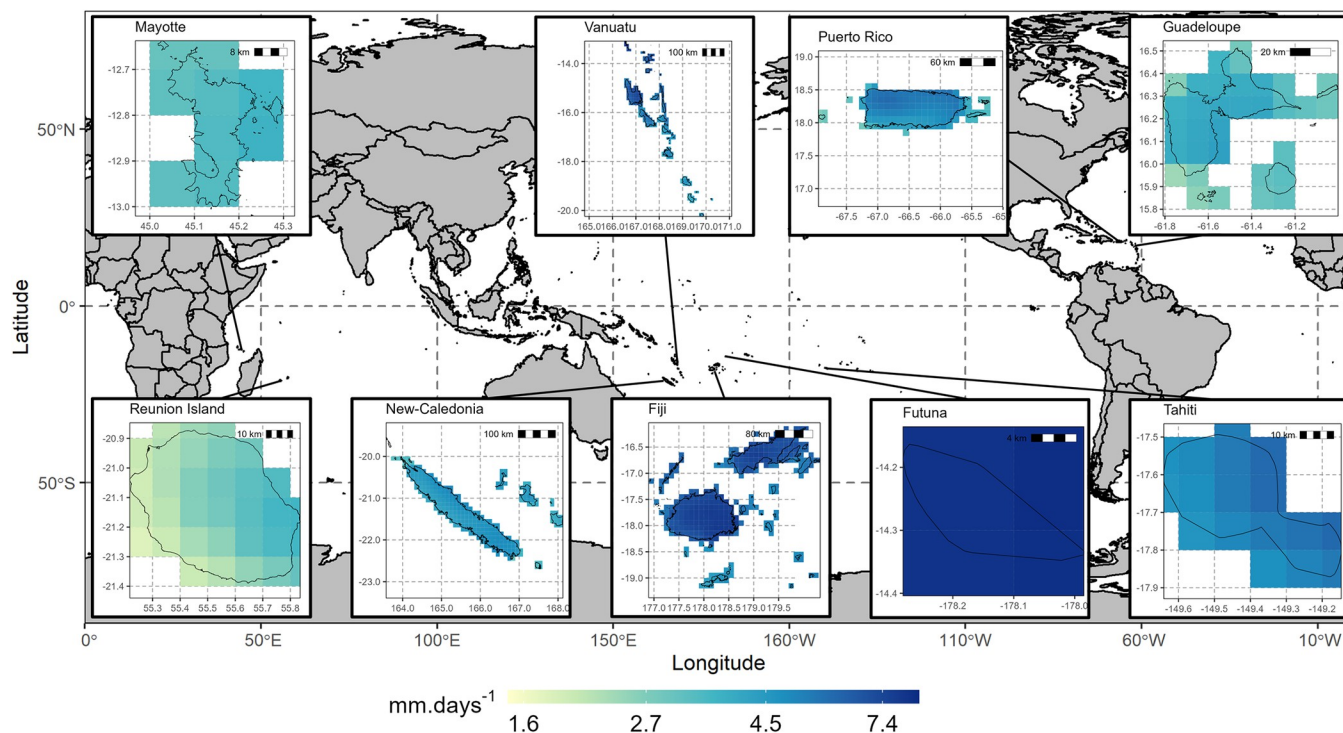 Mayotte
8 km
-12.7
-12.8
-12.9
-13.0
45.0 45.1 45.2 45.3
Vanuatu
100 km
-14.0
-16.0
-18.0
-20.0
165.0166.0167.0168.0169.0170.0171.0
Puerto Rico
60 km
19.0
18.5
18.0
17.5
17.0
-67.5 -67.0 -66.5 -66.0 -65.5 -65
Guadeloupe
20 km
16.5
16.4
16.3
16.2
16.1
16.0
15.9
15.8
-61.8 -61.6 -61.4 -61.2
50°N
0°
50°S
Latitude
Reunion Island
10 km
-20.9
-21.0
-21.1
-21.2
-21.3
-21.4
55.3 55.4 55.5 55.6 55.7 55.8
New-Caledonia
100 km
-20.0
-21.0
-22.0
-23.0
164.0 165.0 166.0 167.0 168.0
Fiji
80 km
-16.5
-17.0
-17.5
-18.0
-18.5
-19.0
177.0 177.5 178.0 178.5 179.0 179.5
Futuna
4 km
-14.2
-14.3
-14.4
-178.2 -178.1 -178.0
Tahiti
10 km
-17.5
-17.6
-17.7
-17.8
-17.9
-149.6 -149.5 -149.4 -149.3 -149.2
0° 50°E 100°E 150°E 160°W 110°W 60°W 10°W
Longitude
mm.days-1
1.6 2.7 4.5 7.4